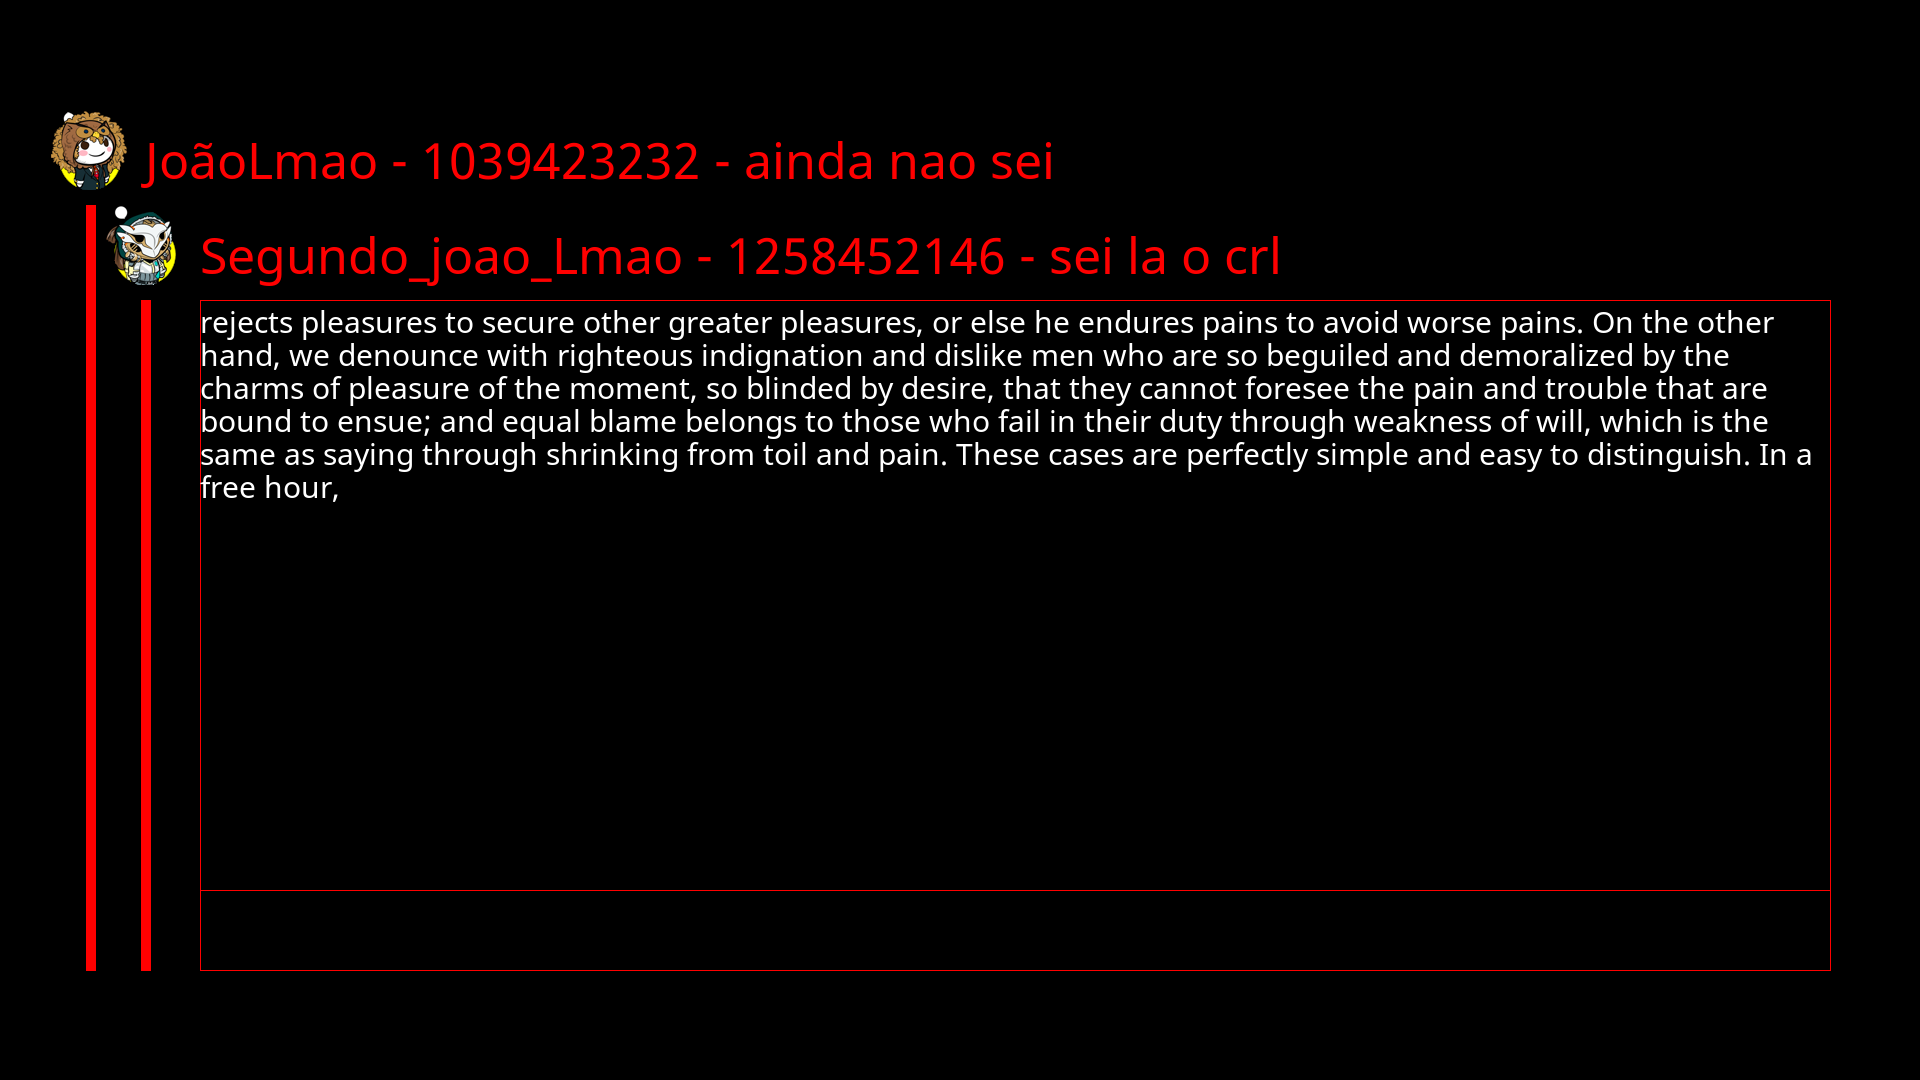 JoãoLmao - 1039423232 - ainda nao sei
Segundo_joao_Lmao - 1258452146 - sei la o crl
rejects pleasures to secure other greater pleasures, or else he endures pains to avoid worse pains. On the other
hand, we denounce with righteous indignation and dislike men who are so beguiled and demoralized by the
charms of pleasure of the moment, so blinded by desire, that they cannot foresee the pain and trouble that are
bound to ensue; and equal blame belongs to those who fail in their duty through weakness of will, which is the
same as saying through shrinking from toil and pain. These cases are perfectly simple and easy to distinguish. In a
free hour,